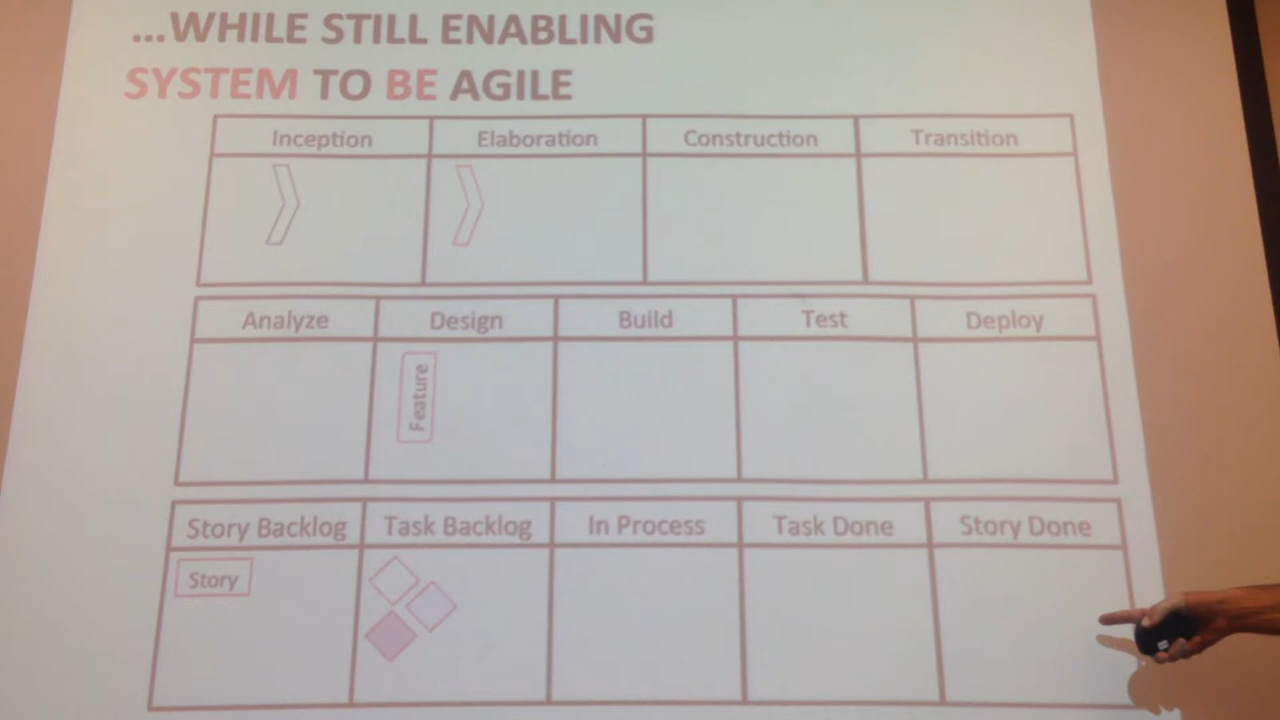 ...WHILE STILL ENABLING
SYSTEM TO BE AGILE
Inception Elaboration Construction Transition
Analyze Design Build Test Deploy
Feature
Story Backlog Task Backlog In Process Task Done Story Done
Story